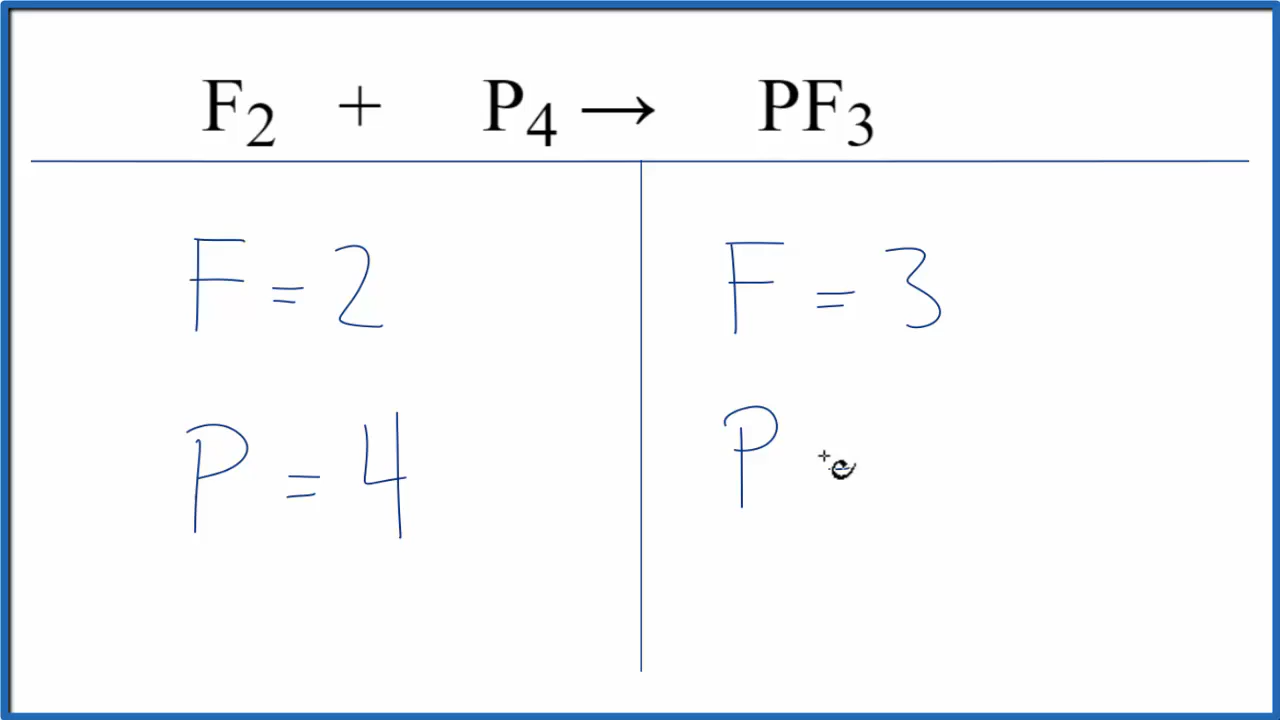 F₂ + P₄ → PF₃
F = 2 F = 3
P = 4 P